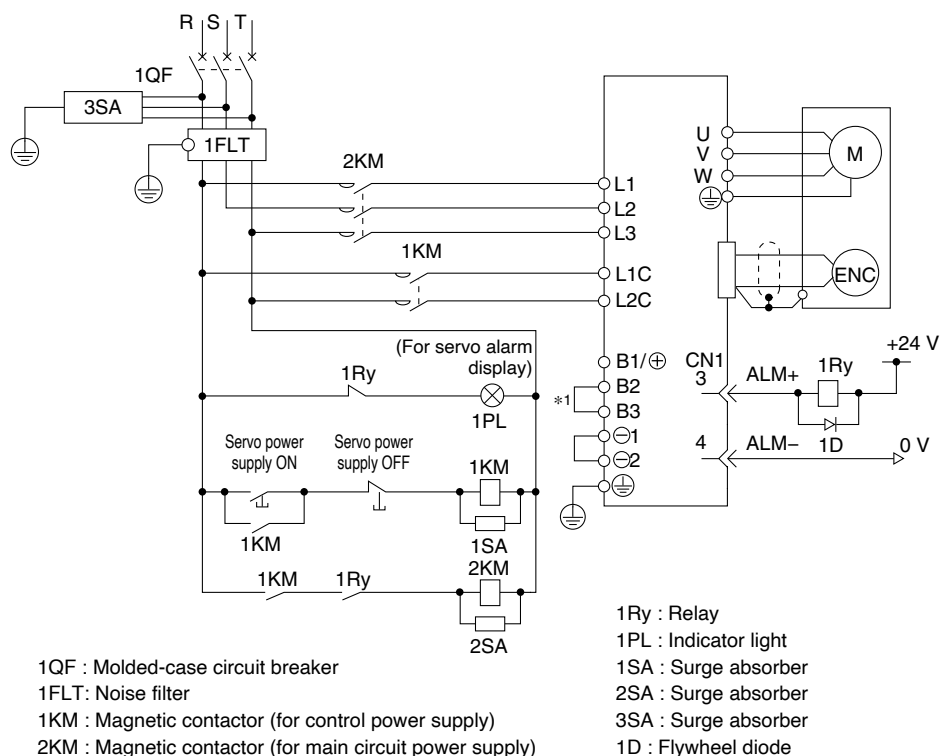 R S T
1QF
3SA
1FLT
2KM
L1
L2
L3
1KM
L1C
L2C
U
V
W
M
ENC
(For servo alarm
display)
1Ry
1PL
B1/⊕
B2
B3
∗1
⊖1
⊖2
CN1
3
ALM+
1Ry
+24 V
4
ALM−
1D
0 V
Servo power
supply ON
Servo power
supply OFF
1KM
1KM
1SA
1KM
1Ry
2KM
2SA
1QF : Molded-case circuit breaker
1FLT: Noise filter
1KM : Magnetic contactor (for control power supply)
2KM : Magnetic contactor (for main circuit power supply)
1Ry : Relay
1PL : Indicator light
1SA : Surge absorber
2SA : Surge absorber
3SA : Surge absorber
1D : Flywheel diode